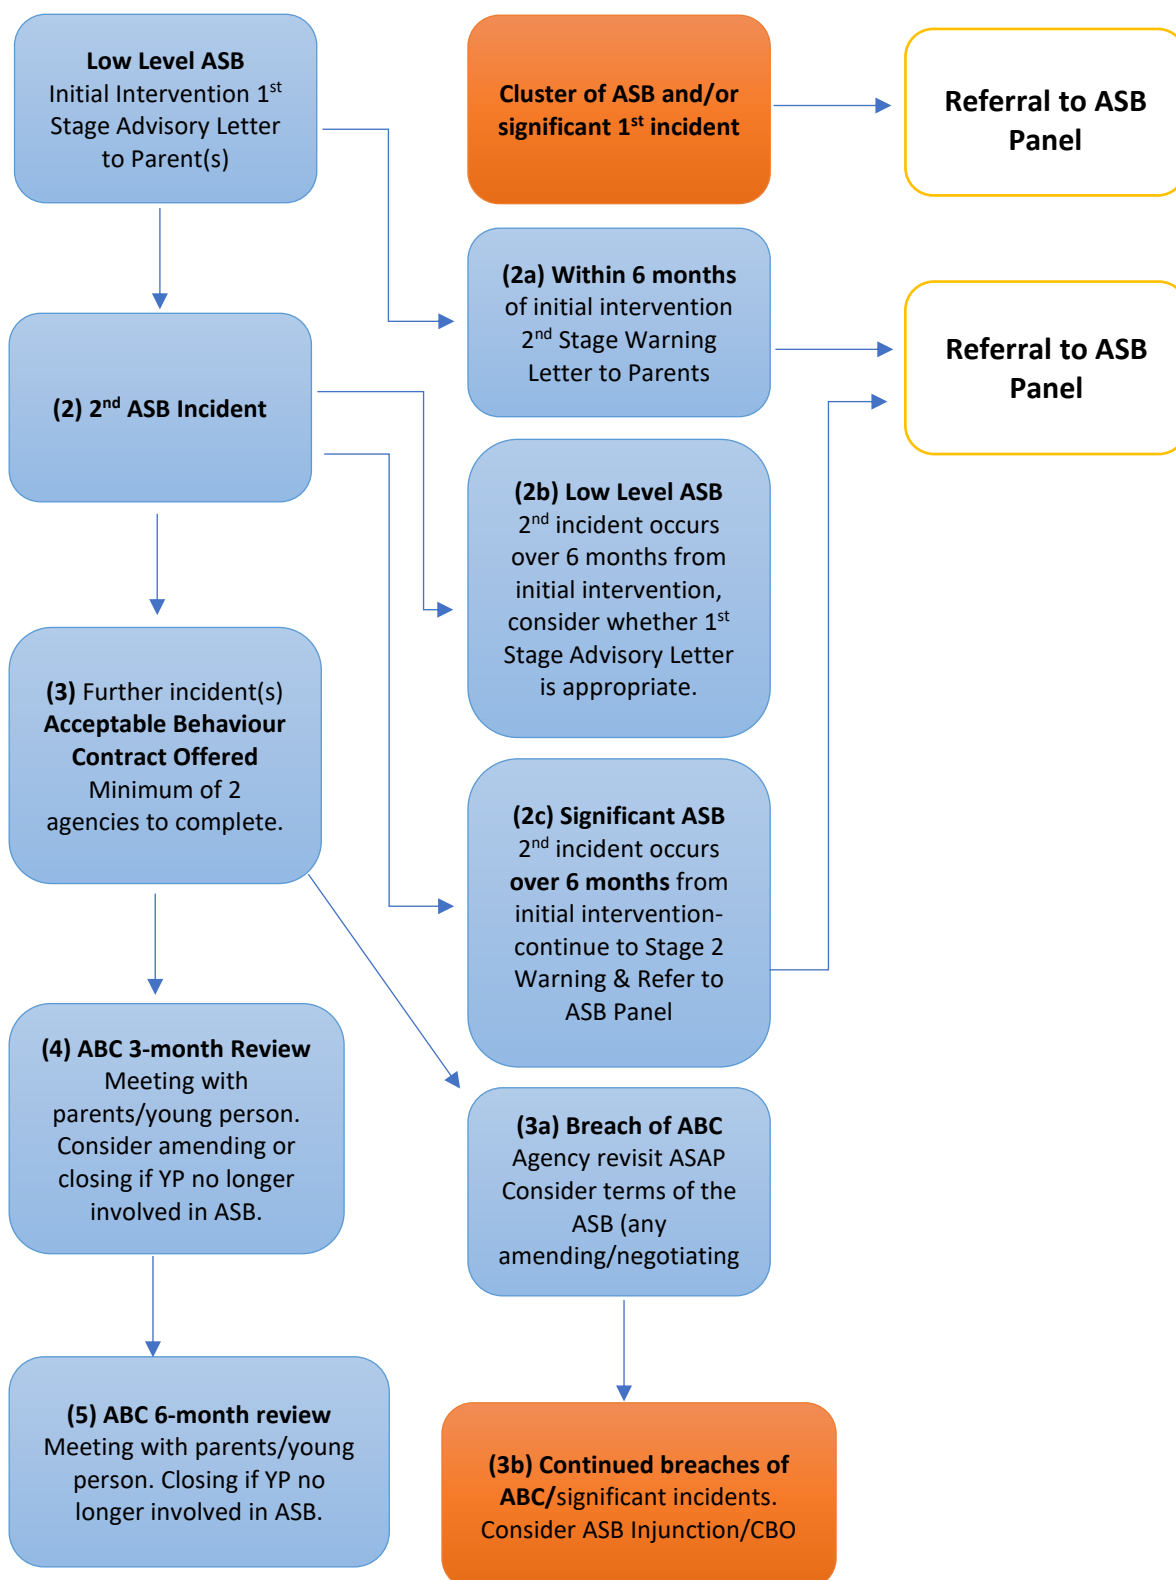 Low Level ASB
Initial Intervention 1st
Stage Advisory Letter
to Parent(s)
Cluster of ASB and/or
significant 1st incident
Referral to ASB
Panel
(2a) Within 6 months
of initial intervention
2nd Stage Warning
Letter to Parents
Referral to ASB
Panel
(2) 2nd ASB Incident
(2b) Low Level ASB
2nd incident occurs
over 6 months from
initial intervention,
consider whether 1st
Stage Advisory Letter
is appropriate.
(3) Further incident(s)
Acceptable Behaviour
Contract Offered
Minimum of 2
agencies to complete.
(2c) Significant ASB
2nd incident occurs
over 6 months from
initial intervention-
continue to Stage 2
Warning & Refer to
ASB Panel
(4) ABC 3-month Review
Meeting with
parents/young person.
Consider amending or
closing if YP no longer
involved in ASB.
(3a) Breach of ABC
Agency revisit ASAP
Consider terms of the
ASB (any
amending/negotiating
(5) ABC 6-month review
Meeting with parents/young
person. Closing if YP no
longer involved in ASB.
(3b) Continued breaches of
ABC/significant incidents.
Consider ASB Injunction/CBO